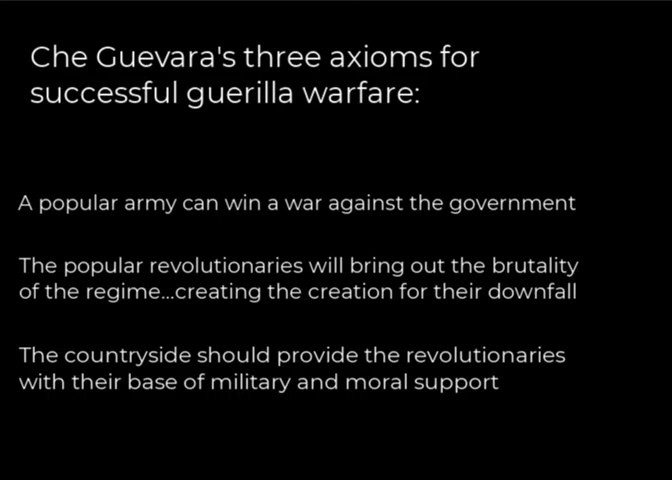 Che Guevara's three axioms for
successful guerilla warfare:
A popular army can win a war against the government
The popular revolutionaries will bring out the brutality
of the regime...creating the creation for their downfall
The countryside should provide the revolutionaries
with their base of military and moral support